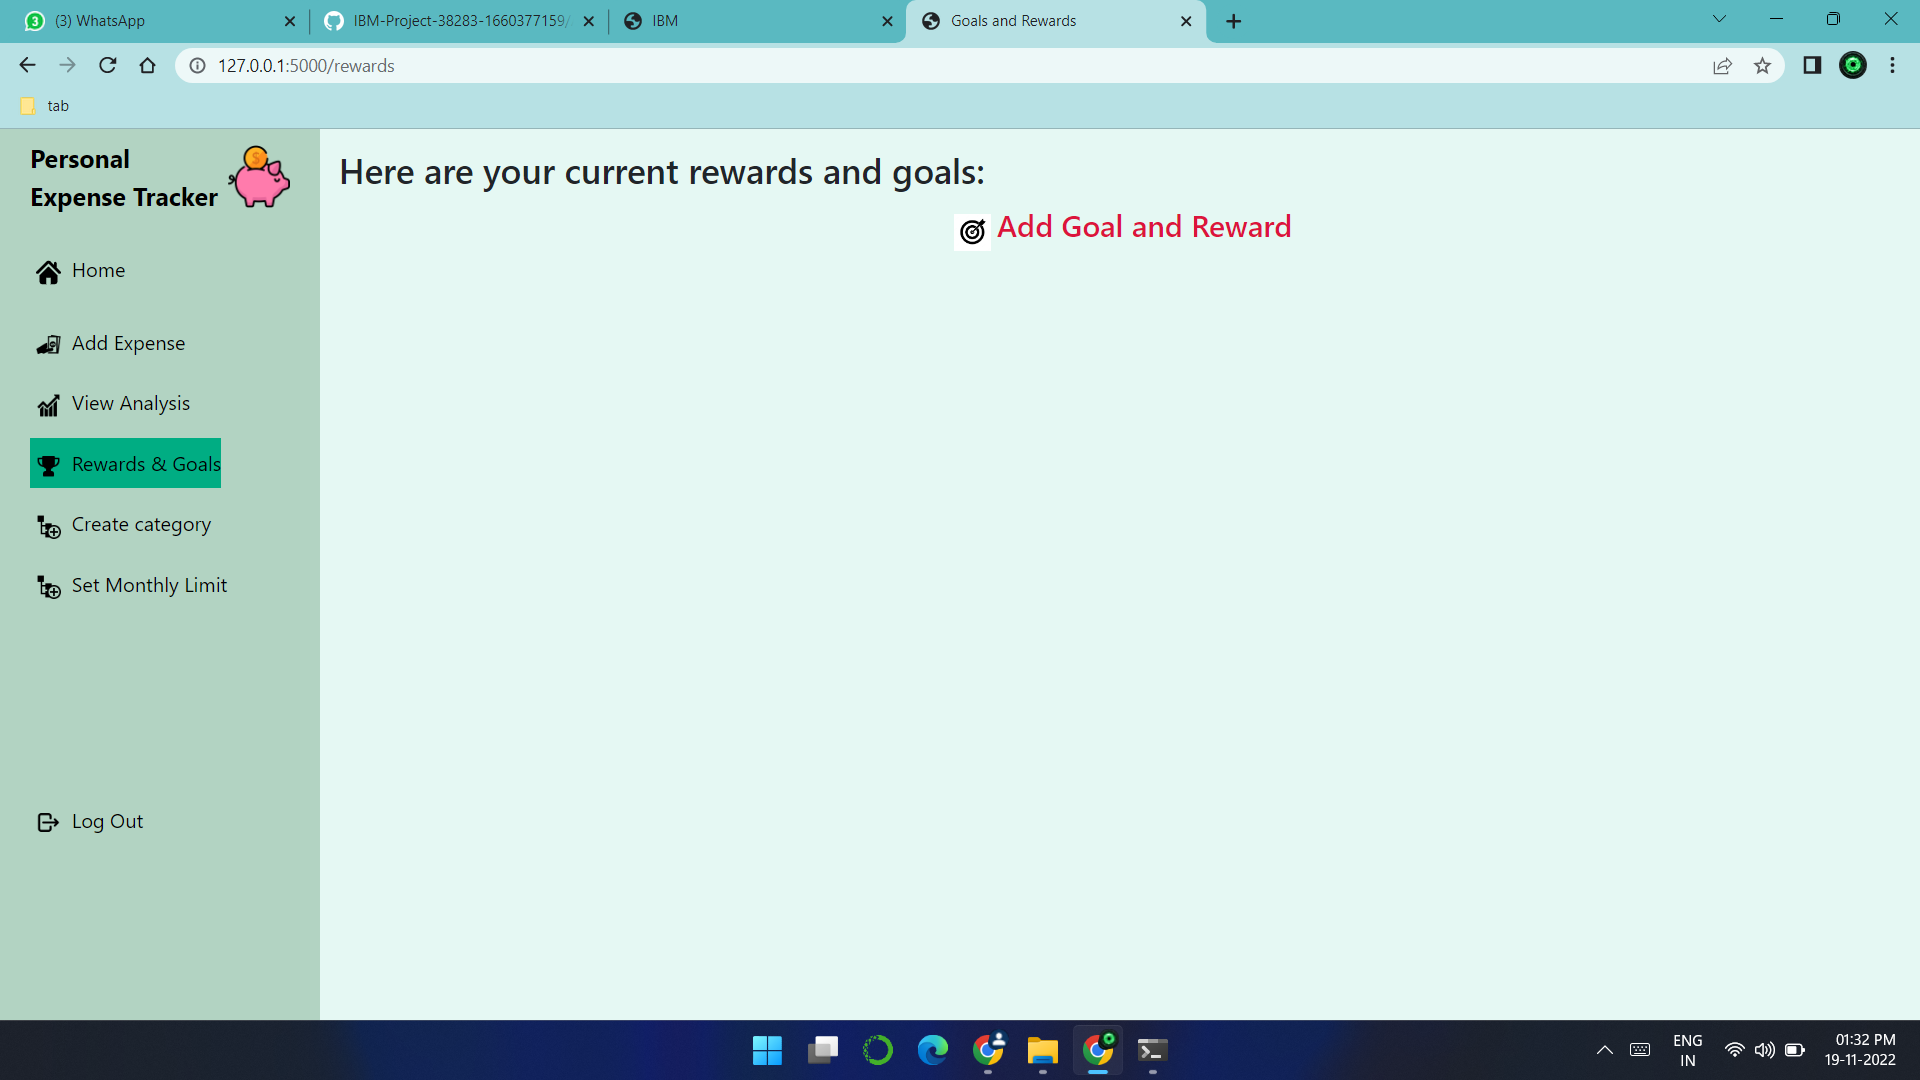 (3) WhatsApp
IBM-Project-38283-1660377159/
IBM
Goals and Rewards
127.0.0.1:5000/rewards
tab
Personal
Expense Tracker
Home
Add Expense
View Analysis
Rewards & Goals
Create category
Set Monthly Limit
Log Out
Here are your current rewards and goals:
Add Goal and Reward
ENG
IN
01:32 PM
19-11-2022